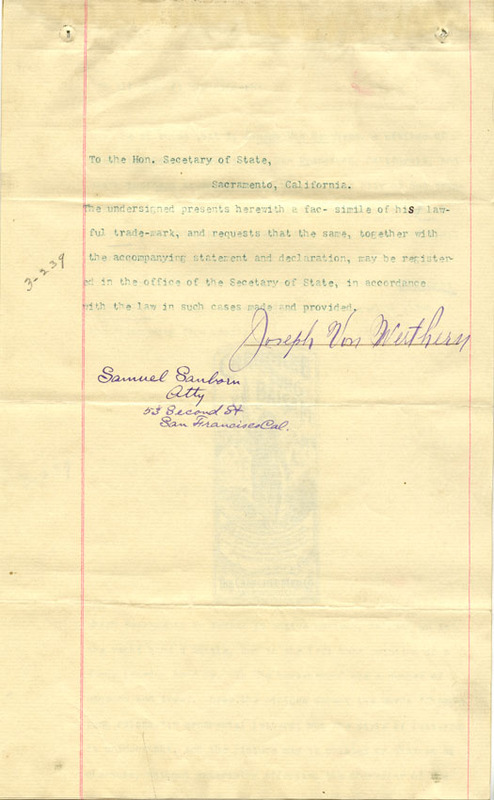 To the Hon. Secetary of State,
Sacramento, California.
The undersigned presents herewith a fac- simile of his law-
ful trade-mark, and requests that the same, together with
the accompanying statement and declaration, may be register-
ed in the office of the Secretary of State, in accordance
with the law in such cases made and provided.
3-239
Joseph Von Werthern
Samuel Sanborn
Atty
53 Second St
San Francisco Cal.